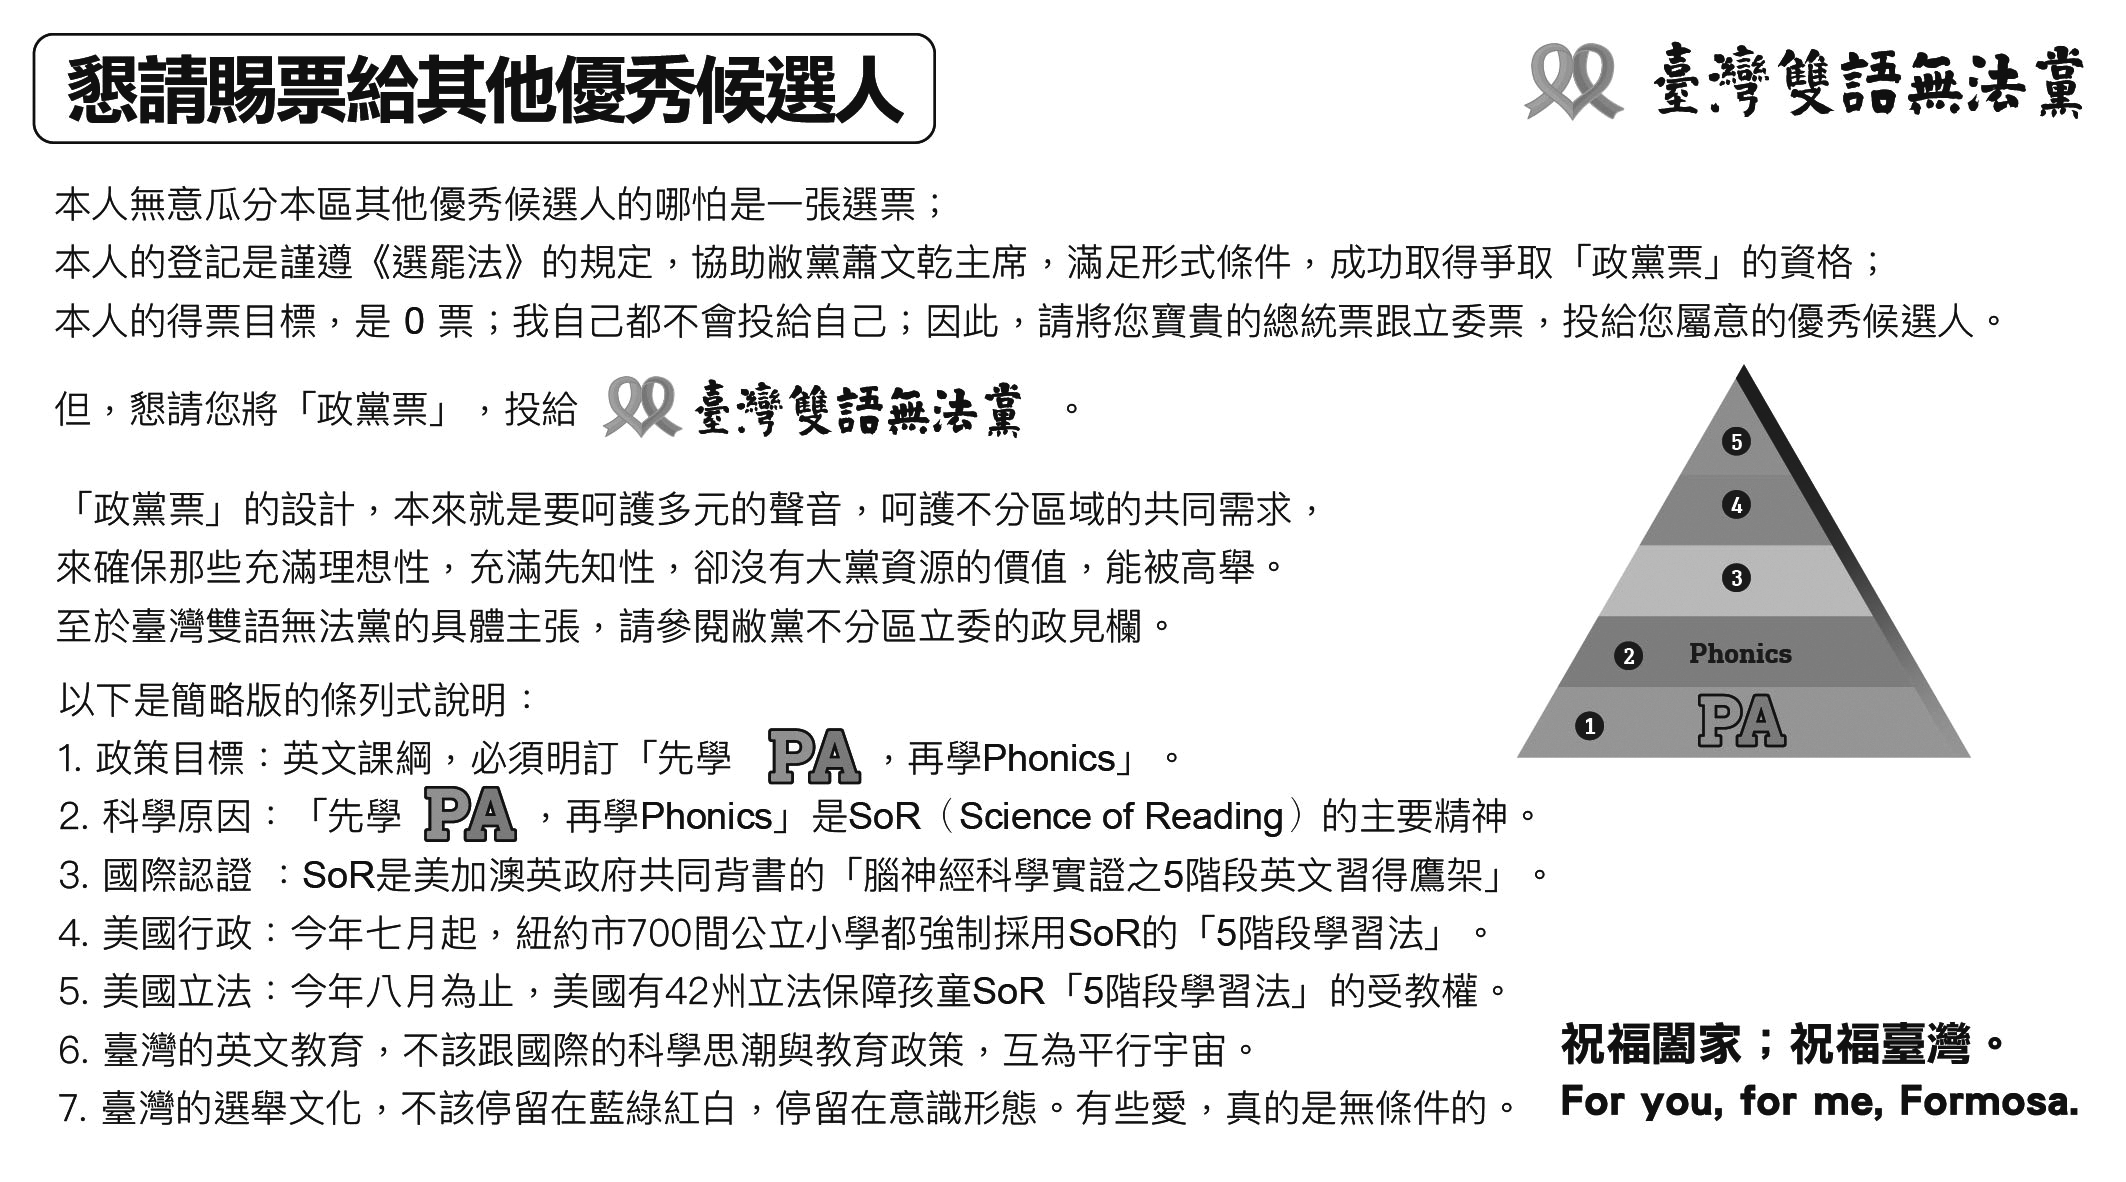 懇請賜票給其他優秀候選人
臺灣雙語無法黨
本人無意瓜分本區其他優秀候選人的哪怕是一張選票；
本人的登記是謹遵《選罷法》的規定，協助敝黨蕭文乾主席，滿足形式條件，成功取得爭取「政黨票」的資格；
本人的得票目標，是 0 票；我自己都不會投給自己；因此，請將您寶貴的總統票跟立委票，投給您屬意的優秀候選人。
但，懇請您將「政黨票」，投給 臺灣雙語無法黨 。
「政黨票」的設計，本來就是要呵護多元的聲音，呵護不分區域的共同需求，
來確保那些充滿理想性，充滿先知性，卻沒有大黨資源的價值，能被高舉。
至於臺灣雙語無法黨的具體主張，請參閱敝黨不分區立委的政見欄。
以下是簡略版的條列式說明：
1. 政策目標：英文課綱，必須明訂「先學 PA ，再學Phonics」。
2. 科學原因：「先學 PA ，再學Phonics」是SoR（Science of Reading）的主要精神。
3. 國際認證 ：SoR是美加澳英政府共同背書的「腦神經科學實證之5階段英文習得鷹架」。
4. 美國行政：今年七月起，紐約市700間公立小學都強制採用SoR的「5階段學習法」。
5. 美國立法：今年八月為止，美國有42州立法保障孩童SoR「5階段學習法」的受教權。
6. 臺灣的英文教育，不該跟國際的科學思潮與教育政策，互為平行宇宙。
7. 臺灣的選舉文化，不該停留在藍綠紅白，停留在意識形態。有些愛，真的是無條件的。
5
4
3
2 Phonics
1 PA
祝福闔家；祝福臺灣。
For you, for me, Formosa.